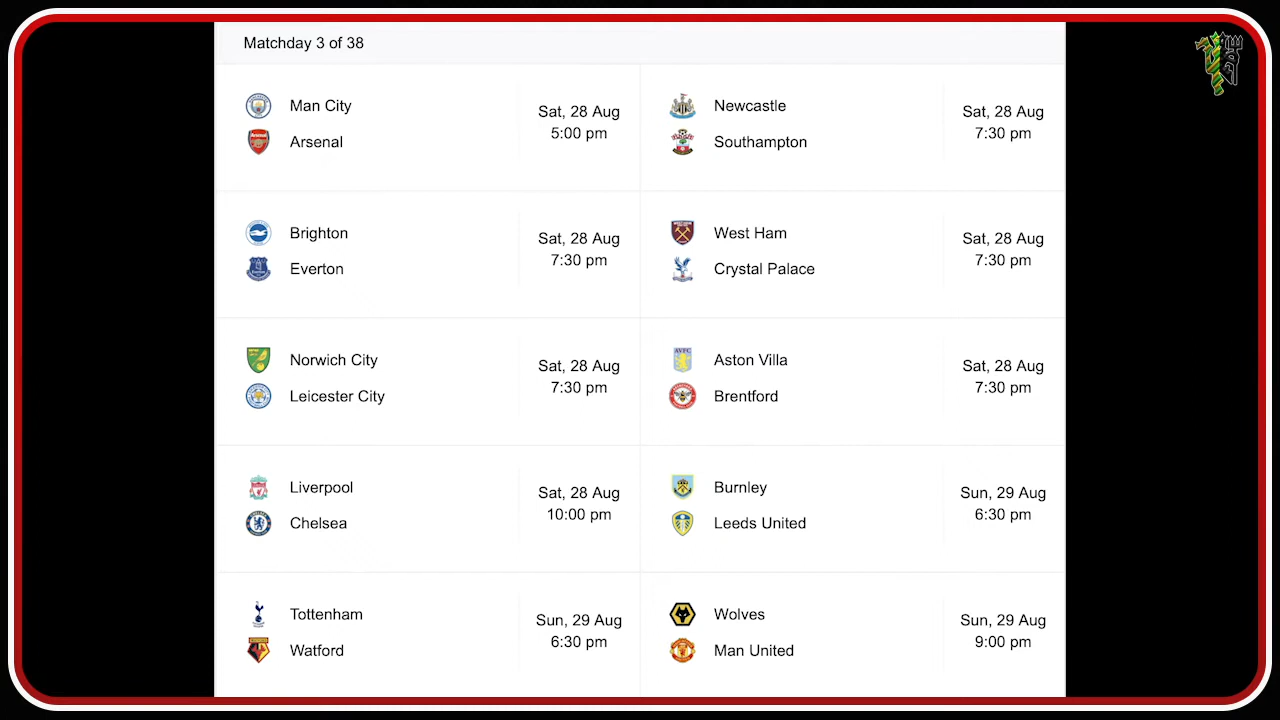 Matchday 3 of 38
Man City
Arsenal
Sat, 28 Aug
5:00 pm
Newcastle
Southampton
Sat, 28 Aug
7:30 pm
Brighton
Everton
Sat, 28 Aug
7:30 pm
West Ham
Crystal Palace
Sat, 28 Aug
7:30 pm
Norwich City
Leicester City
Sat, 28 Aug
7:30 pm
Aston Villa
Brentford
Sat, 28 Aug
7:30 pm
Liverpool
Chelsea
Sat, 28 Aug
10:00 pm
Burnley
Leeds United
Sun, 29 Aug
6:30 pm
Tottenham
Watford
Sun, 29 Aug
6:30 pm
Wolves
Man United
Sun, 29 Aug
9:00 pm